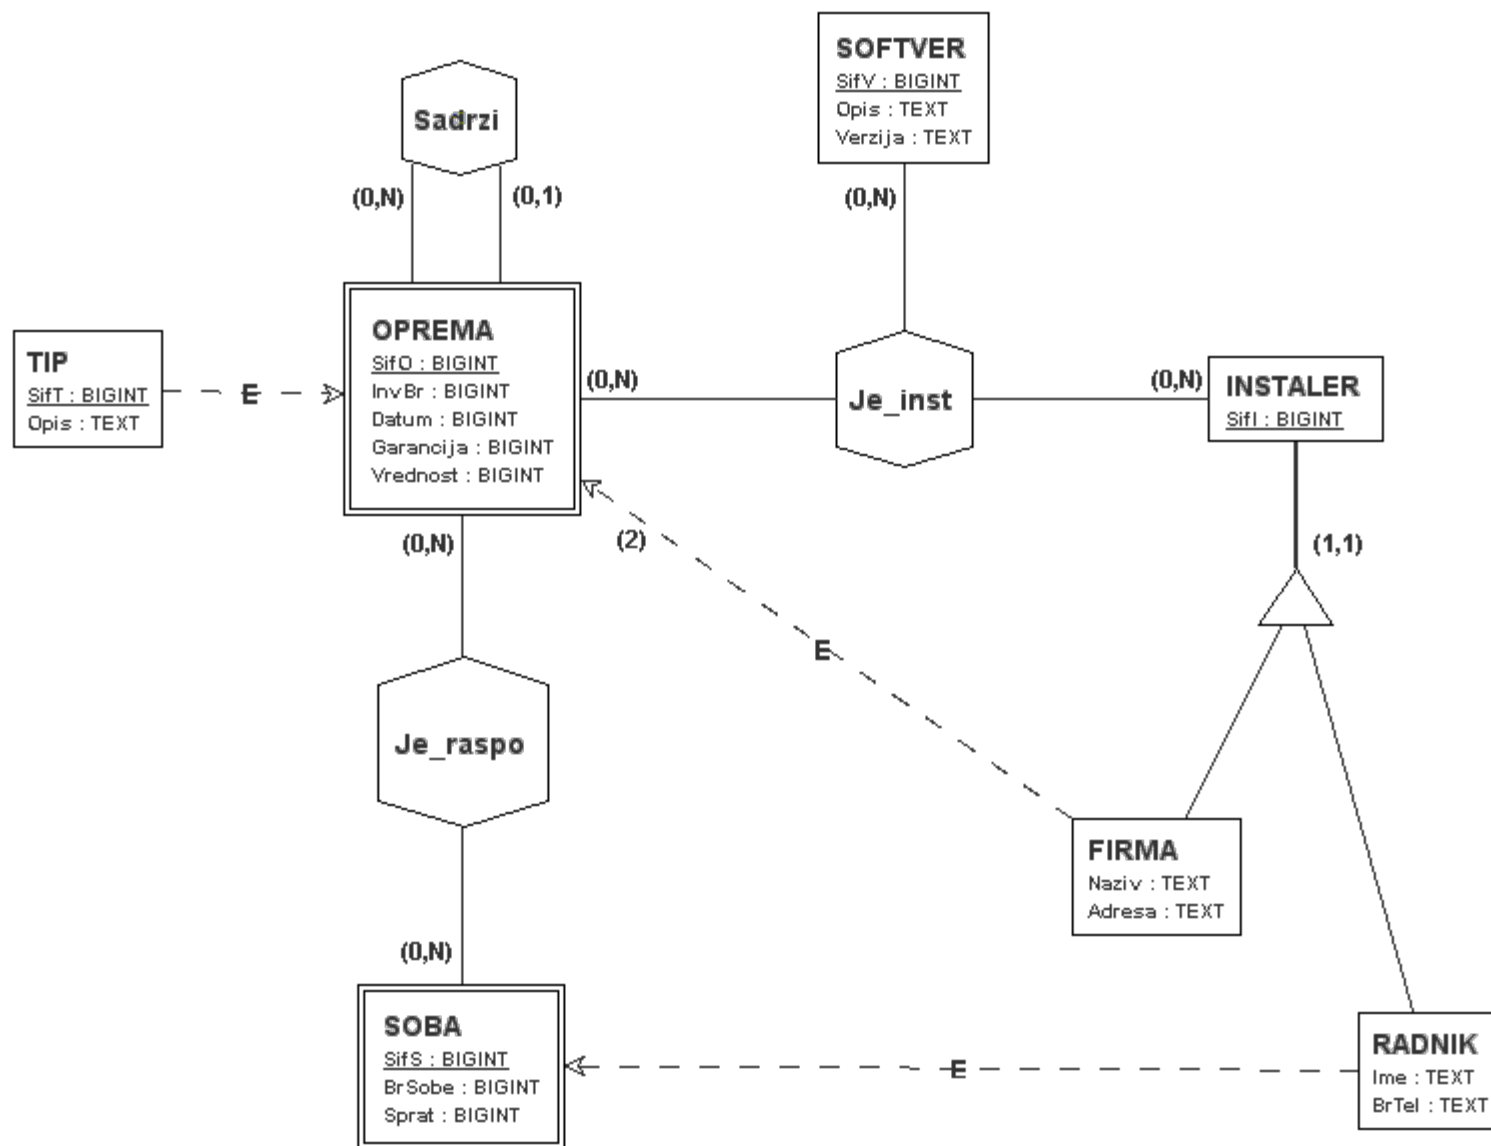 SOFTVER
SifV : BIGINT
Opis : TEXT
Verzija : TEXT
Sadrzi
(0,N)
(0,1)
(0,N)
TIP
SifT : BIGINT
Opis : TEXT
E
OPREMA
SifO : BIGINT
InvBr : BIGINT
Datum : BIGINT
Garancija : BIGINT
Vrednost : BIGINT
(0,N)
Je_inst
(0,N)
INSTALER
SifI : BIGINT
(0,N)
(2)
(1,1)
E
Je_raspo
FIRMA
Naziv : TEXT
Adresa : TEXT
(0,N)
SOBA
SifS : BIGINT
BrSobe : BIGINT
Sprat : BIGINT
E
RADNIK
Ime : TEXT
BrTel : TEXT